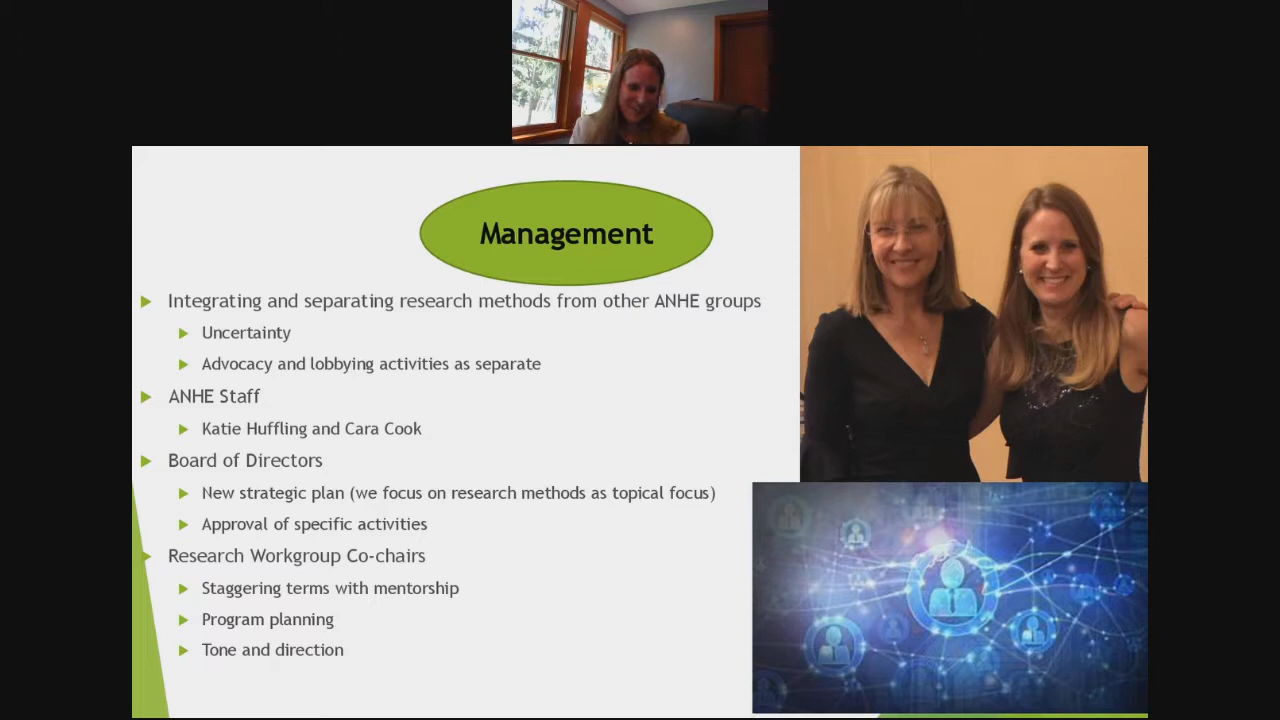 Management
Integrating and separating research methods from other ANHE groups
Uncertainty
Advocacy and lobbying activities as separate
ANHE Staff
Katie Huffling and Cara Cook
Board of Directors
New strategic plan (we focus on research methods as topical focus)
Approval of specific activities
Research Workgroup Co-chairs
Staggering terms with mentorship
Program planning
Tone and direction